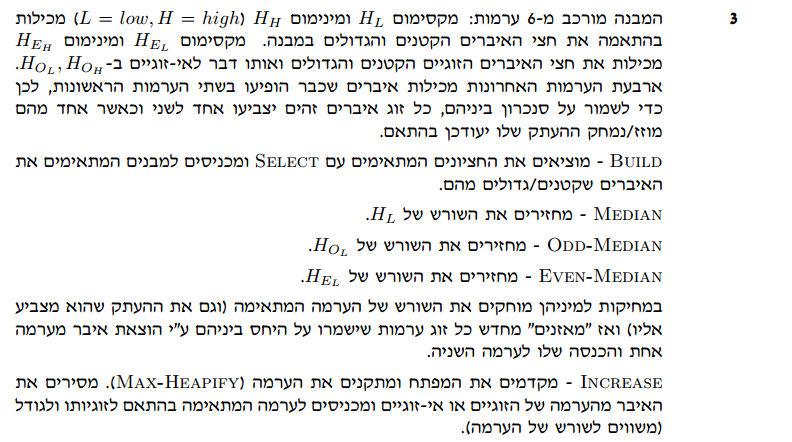 3 המבנה מורכב מ-6 ערמות: מקסימום H_L ומינימום H_H (L = low, H = high) מכילות
בהתאמה את חצי האיברים הקטנים והגדולים במבנה. מקסימום H_{E_L} ומינימום H_{E_H}
מכילות את חצי האיברים הזוגיים הקטנים והגדולים ואותו דבר לאי-זוגיים ב-H_{O_L}, H_{O_H}.
ארבעת הערמות האחרונות מכילות איברים שכבר הופיעו בשתי הערמות הראשונות, לכן
כדי לשמור על סנכרון ביניהם, כל זוג איברים זהים יצביעו אחד לשני וכאשר אחד מהם
מוזז/נמחק ההעתק שלו יעודכן בהתאם.
BUILD - מוציאים את החציונים המתאימים עם SELECT ומכניסים למבנים המתאימים את
האיברים שקטנים/גדולים מהם.
MEDIAN - מחזירים את השורש של H_L.
ODD-MEDIAN - מחזירים את השורש של H_{O_L}.
EVEN-MEDIAN - מחזירים את השורש של H_{E_L}.
במחיקות למיניהן מוחקים את השורש של הערמה המתאימה (וגם את ההעתק שהוא מצביע
אליו) ואז "מאזנים" מחדש כל זוג ערמות שישמרו על היחס ביניהם ע"י הוצאת איבר מערמה
אחת והכנסה שלו לערמה השניה.
INCREASE - מקדמים את המפתח ומתקנים את הערמה (MAX-HEAPIFY). מסירים את
האיבר מהערמה של הזוגיים או אי-זוגיים ומכניסים לערמה המתאימה בהתאם לזוגיותו ולגודל
(משווים לשורש של הערמה).